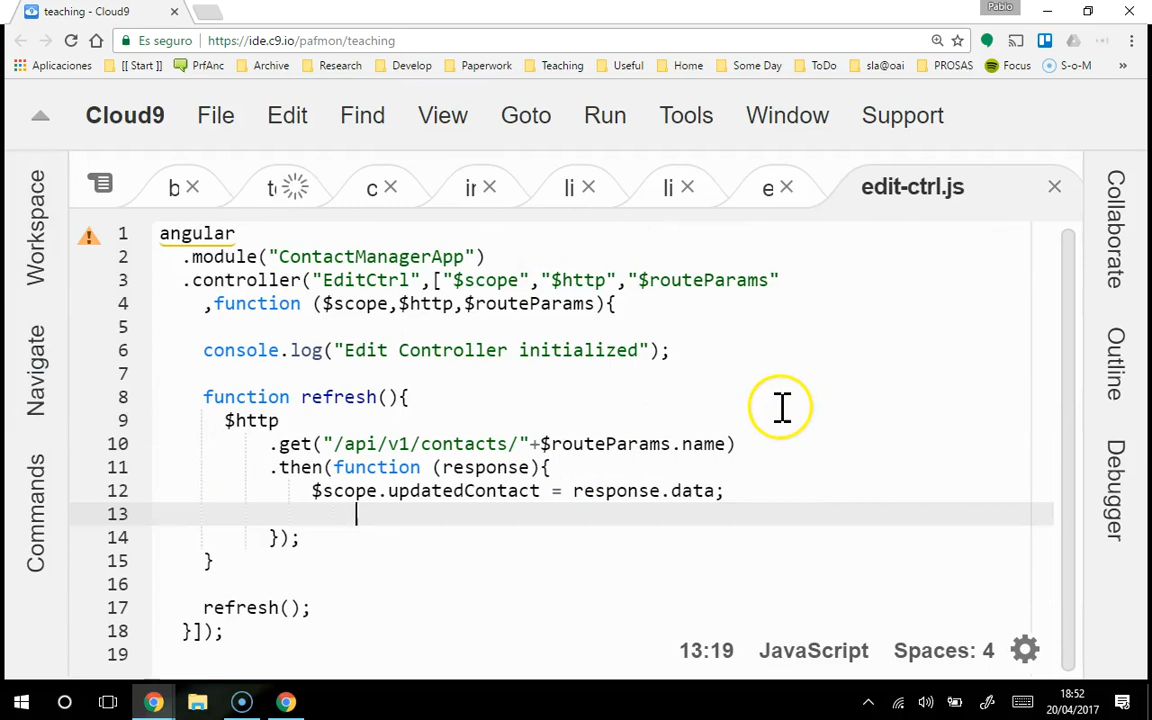 teaching - Cloud9
Pablo
Es seguro
https://ide.c9.io/pafmon/teaching
Aplicaciones [[ Start ]] PrfAnc Archive Research Develop Paperwork Teaching Useful Home Some Day ToDo sla@oai PROSAS Focus S-o-M »
Cloud9 File Edit Find View Goto Run Tools Window Support
b c li li e edit-ctrl.js
Workspace
Navigate
Commands
Collaborate
Outline
Debugger
1 angular
2 .module("ContactManagerApp")
3 .controller("EditCtrl",["$scope","$http","$routeParams"
4 ,function ($scope,$http,$routeParams){
5
6 console.log("Edit Controller initialized");
7
8 function refresh(){
9 $http
10 .get("/api/v1/contacts/"+$routeParams.name)
11 .then(function (response){
12 $scope.updatedContact = response.data;
13
14 });
15 }
16
17 refresh();
18 }]);
19
13:19 JavaScript Spaces: 4
18:52
20/04/2017